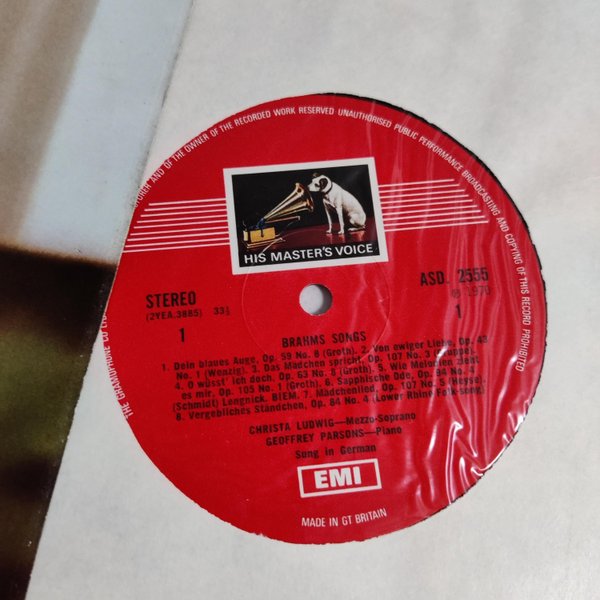 THE GRAMOPHONE
AND OF THE OWNER OF THE RECORDED WORK RESERVED UNAUTHORISED PUBLIC PERFORMANCE BROADCASTING AND COPYING OF THIS RECORD PROHIBITED
HIS MASTER'S VOICE
STEREO
(2YEA.3885) 33⅓
1
ASD. 2555
℗ 1970
1
BRAHMS SONGS
1. Dein blaues Auge, Op. 59 No. 8 (Groth). 2. Von ewiger Liebe, Op. 43
No. 1 (Wenzig). 3. Das Mädchen spricht, Op. 107 No. 3 (Gruppe).
4. O wüsst' ich doch, Op. 63 No. 8 (Groth). 5. Wie Melodien zieht
es mir, Op. 105 No. 1 (Groth). 6. Sapphische Ode, Op. 94 No. 4
(Schmidt) Lengnick. BIEM. 7. Mädchenlied, Op. 107 No. 5 (Heyse).
8. Vergebliches Ständchen, Op. 84 No. 4 (Lower Rhine Folk-song)
CHRISTA LUDWIG—Mezzo-Soprano
GEOFFREY PARSONS—Piano
Sung in German
EMI
MADE IN GT BRITAIN